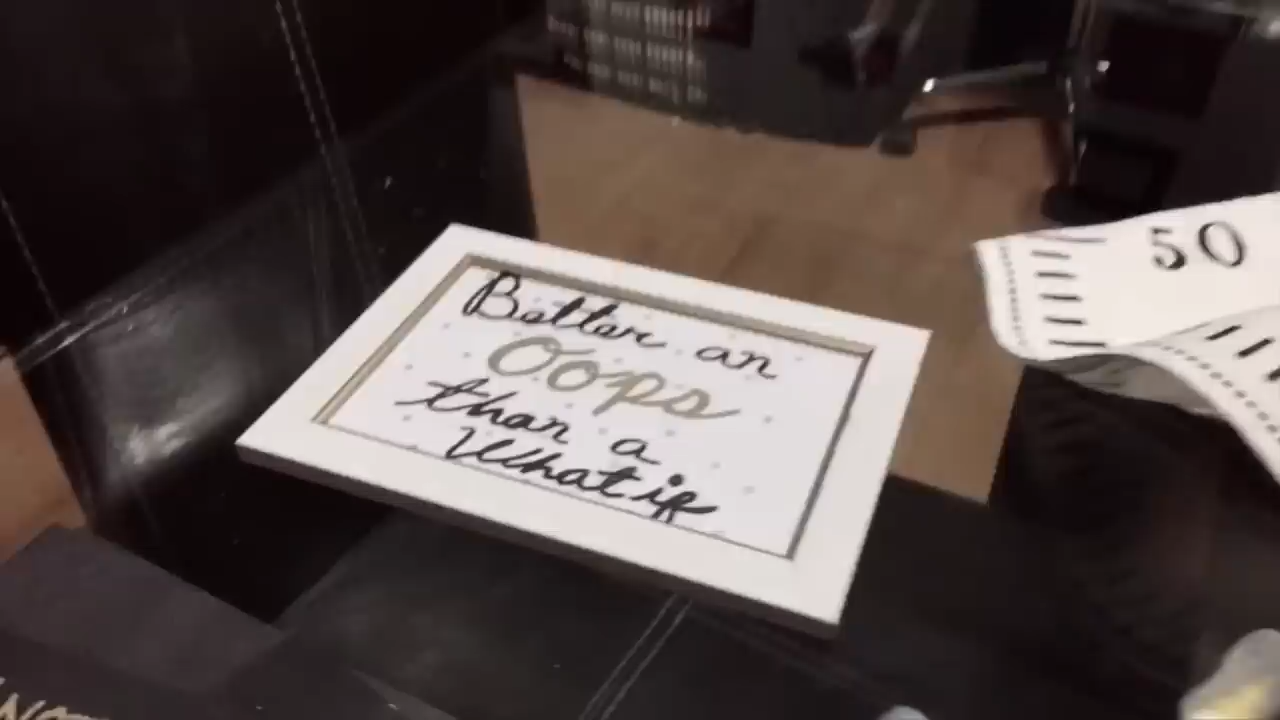 Better an
Oops
than a
What if
50